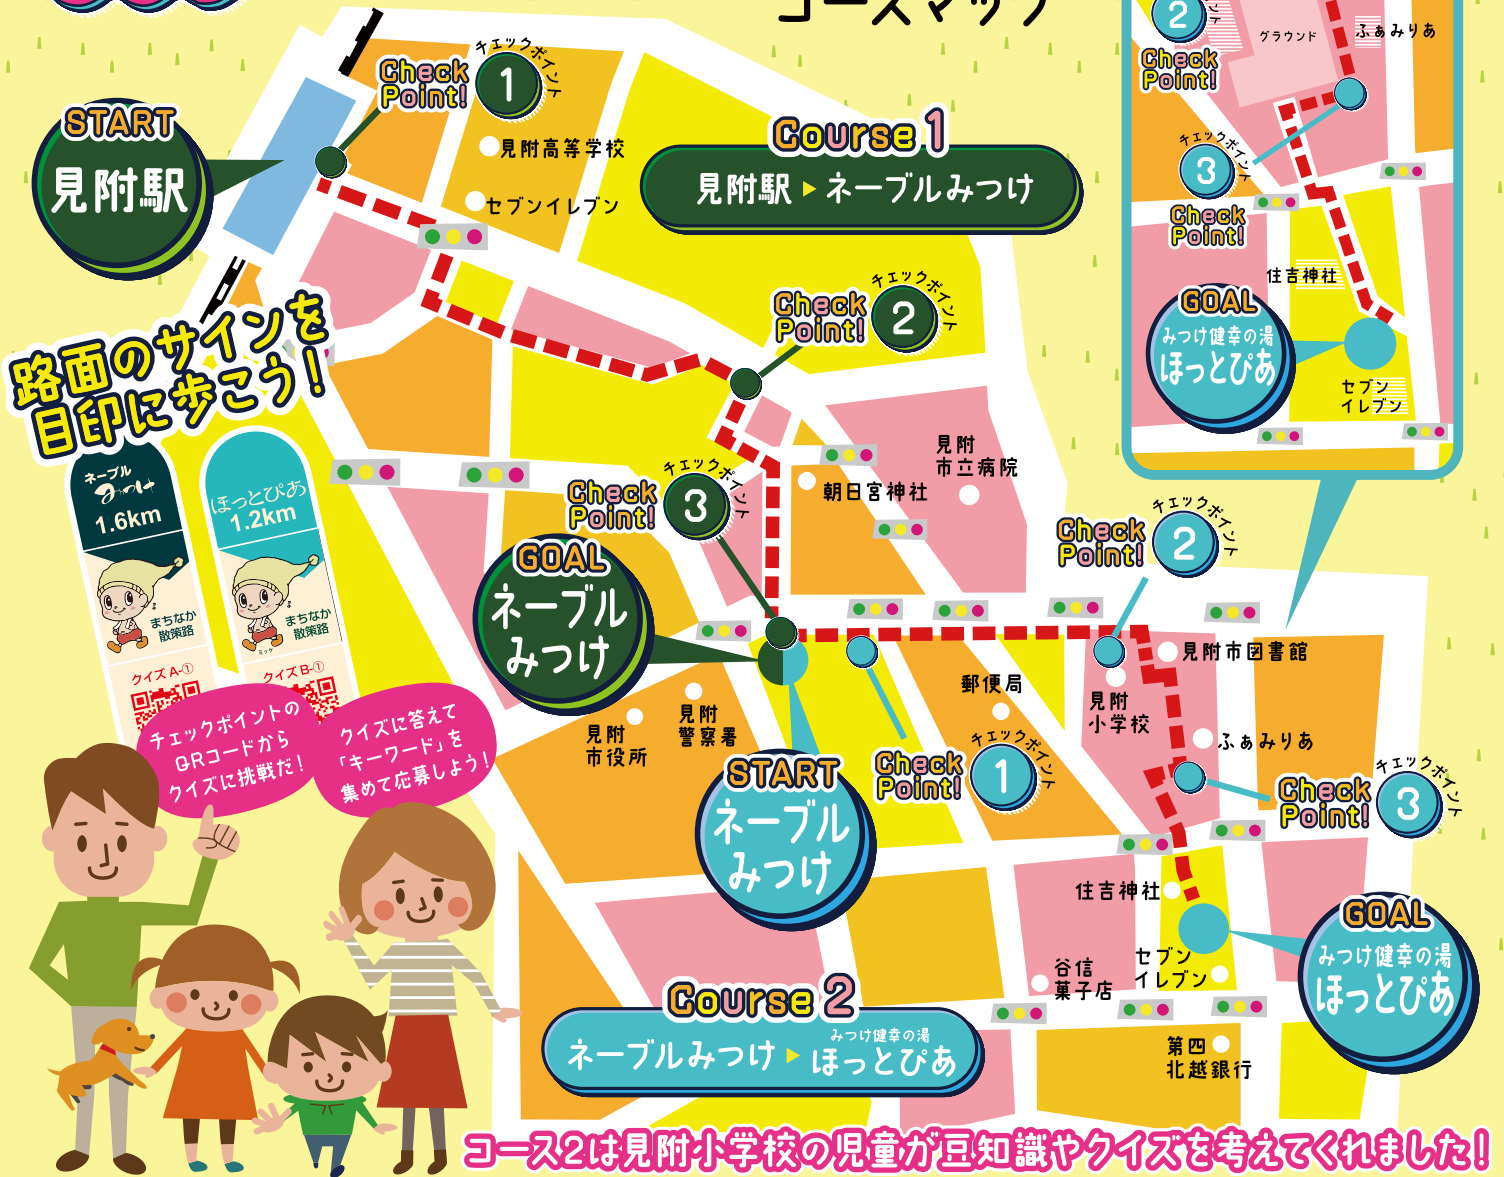 コースマップ
START
見附駅
Check Point!
チェックポイント
1
見附高等学校
セブンイレブン
Course 1
見附駅 ▶ ネーブルみつけ
Check Point!
チェックポイント
2
路面のサインを
目印に歩こう!
ネーブル
みつけ
1.6km
まちなか
散策路
クイズA-①
ほっとぴあ
1.2km
まちなか
散策路
クイズB-①
チェックポイントの
QRコードから
クイズに挑戦だ!
クイズに答えて
「キーワード」を
集めて応募しよう!
Check Point!
チェックポイント
3
GOAL
ネーブル
みつけ
見附
市立病院
朝日宮神社
見附
市役所
見附
警察署
START
ネーブル
みつけ
Check Point!
チェックポイント
1
郵便局
Check Point!
チェックポイント
2
見附市図書館
見附
小学校
ふぁみりあ
Check Point!
チェックポイント
3
住吉神社
セブン
イレブン
谷信
菓子店
第四
北越銀行
GOAL
みつけ健幸の湯
ほっとぴあ
Course 2
ネーブルみつけ ▶ みつけ健幸の湯 ほっとぴあ
2
Check Point!
グラウンド
ふぁみりあ
チェックポイント
3
Check Point!
住吉神社
GOAL
みつけ健幸の湯
ほっとぴあ
セブン
イレブン
コース2は見附小学校の児童が豆知識やクイズを考えてくれました!